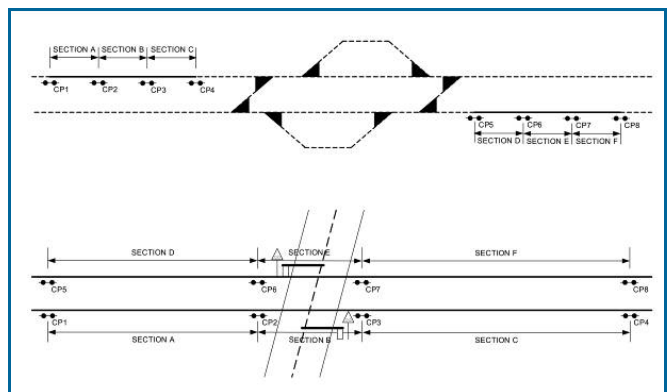 SECTION A SECTION B SECTION C
CP1 CP2 CP3 CP4
CP5 CP6 CP7 CP8
SECTION D SECTION E SECTION F
SECTION D SECTION E SECTION F
CP5 CP6 CP7 CP8
CP1 CP2 CP3 CP4
SECTION A SECTION B SECTION C